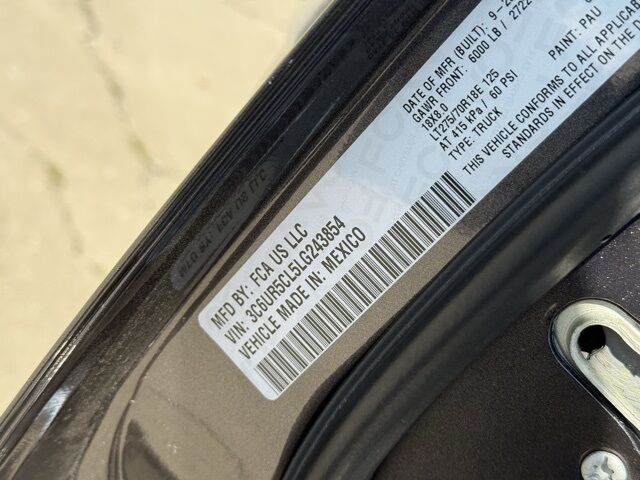 MFD BY: FCA US LLC
VIN: 3C6UR5CL5LG243854
VEHICLE MADE IN: MEXICO
DATE OF MFR (BUILT): 9-
GAWR FRONT: 6000 LB /
18X8.0
LT275/70R18E 125
AT 415 kPa / 60 PSI
TYPE: TRUCK
PAINT: PAU
THIS VEHICLE CONFORMS TO ALL
STANDARDS IN EFFECT ON THE